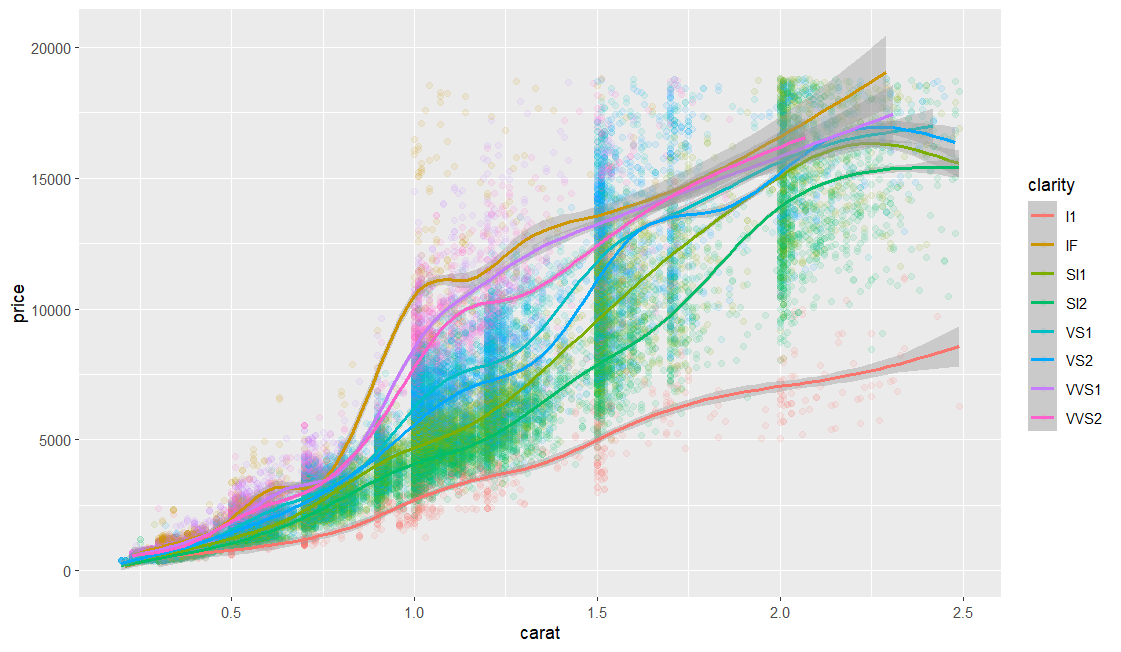 20000
15000
10000
5000
0
price
0.5 1.0 1.5 2.0 2.5
carat
clarity
I1
IF
SI1
SI2
VS1
VS2
VVS1
VVS2